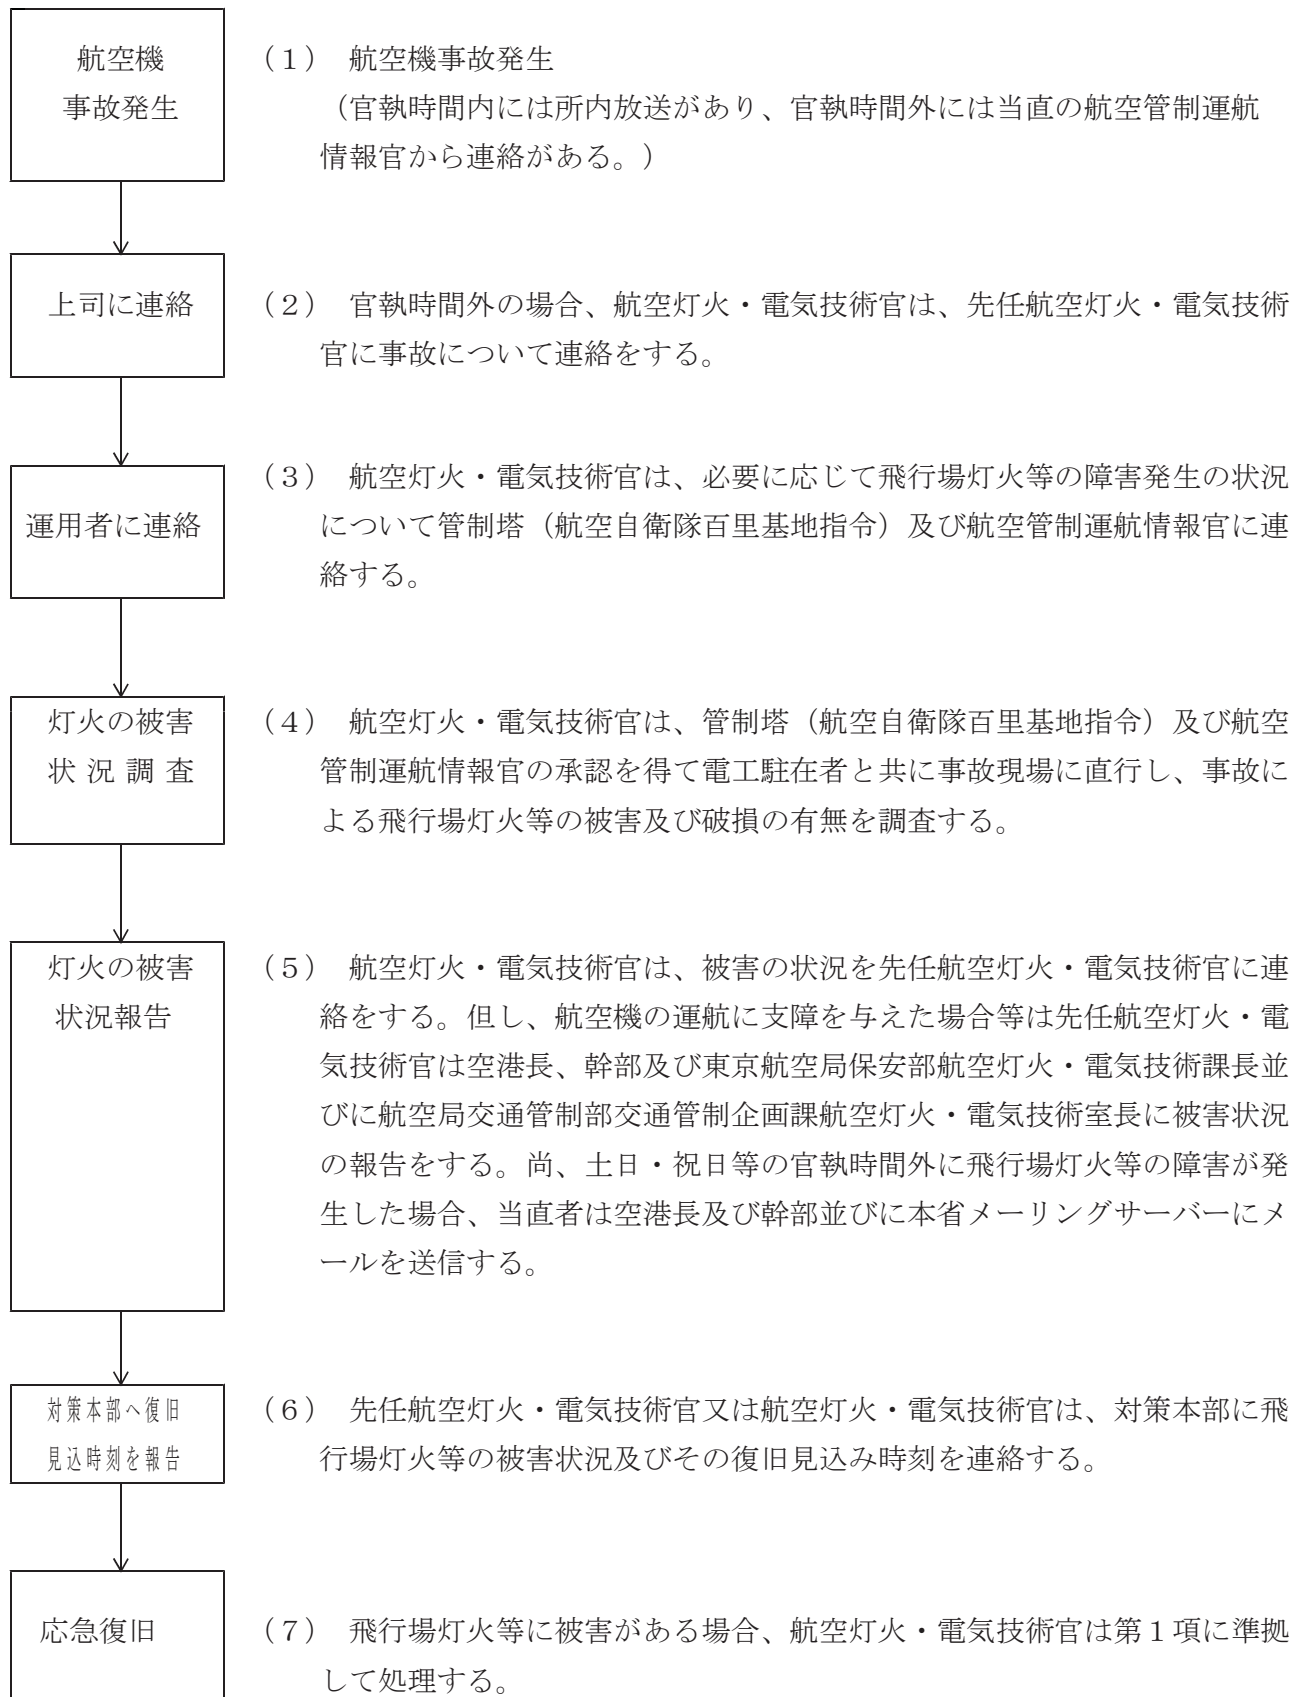 航空機
事故発生
（１） 航空機事故発生
（官執時間内には所内放送があり、官執時間外には当直の航空管制運航
情報官から連絡がある。）
上司に連絡
（２） 官執時間外の場合、航空灯火・電気技術官は、先任航空灯火・電気技術
官に事故について連絡をする。
運用者に連絡
（３） 航空灯火・電気技術官は、必要に応じて飛行場灯火等の障害発生の状況
について管制塔（航空自衛隊百里基地指令）及び航空管制運航情報官に連
絡する。
灯火の被害
状況調査
（４） 航空灯火・電気技術官は、管制塔（航空自衛隊百里基地指令）及び航空
管制運航情報官の承認を得て電工駐在者と共に事故現場に直行し、事故に
よる飛行場灯火等の被害及び破損の有無を調査する。
灯火の被害
状況報告
（５） 航空灯火・電気技術官は、被害の状況を先任航空灯火・電気技術官に連
絡をする。但し、航空機の運航に支障を与えた場合等は先任航空灯火・電
気技術官は空港長、幹部及び東京航空局保安部航空灯火・電気技術課長並
びに航空局交通管制部交通管制企画課航空灯火・電気技術室長に被害状況
の報告をする。尚、土日・祝日等の官執時間外に飛行場灯火等の障害が発
生した場合、当直者は空港長及び幹部並びに本省メーリングサーバーにメ
ールを送信する。
対策本部へ復旧
見込時刻を報告
（６） 先任航空灯火・電気技術官又は航空灯火・電気技術官は、対策本部に飛
行場灯火等の被害状況及びその復旧見込み時刻を連絡する。
応急復旧
（７） 飛行場灯火等に被害がある場合、航空灯火・電気技術官は第１項に準拠
して処理する。